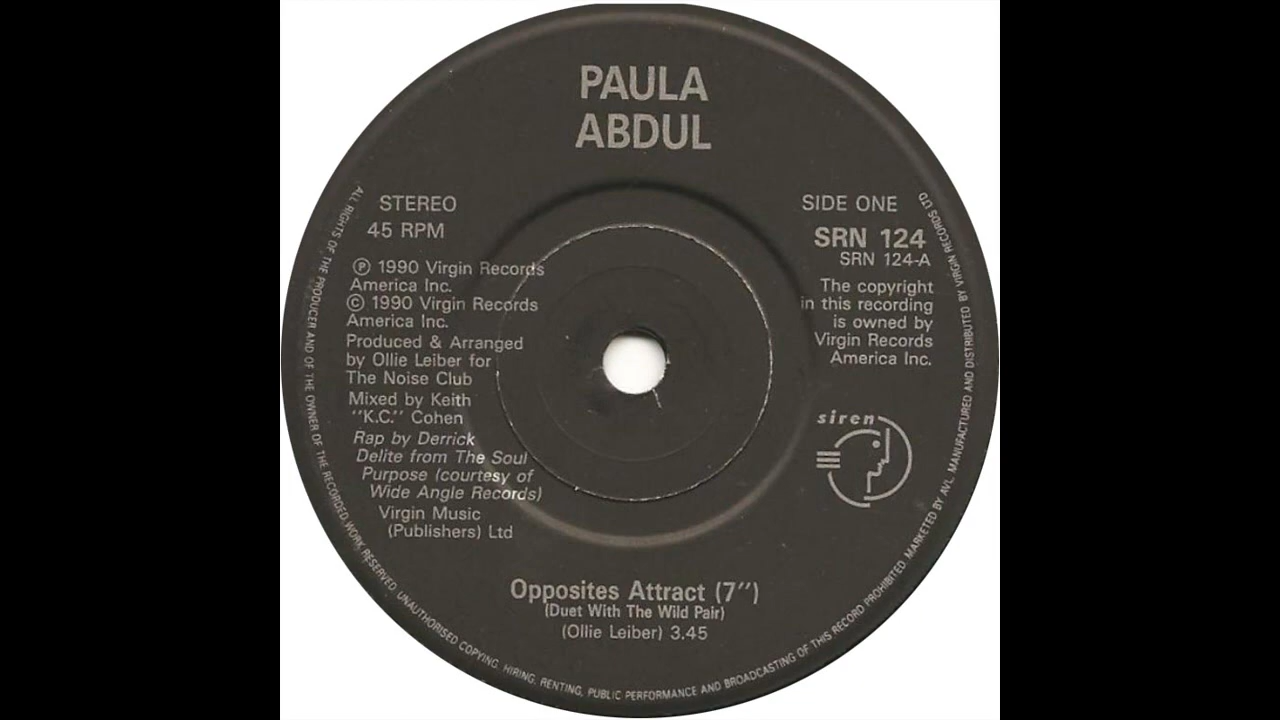 PAULA
ABDUL
STEREO
45 RPM
Ⓟ 1990 Virgin Records
America Inc.
© 1990 Virgin Records
America Inc.
Produced & Arranged
by Ollie Leiber for
The Noise Club
Mixed by Keith
"K.C." Cohen
Rap by Derrick
Delite from The Soul
Purpose (courtesy of
Wide Angle Records)
Virgin Music
(Publishers) Ltd
SIDE ONE
SRN 124
SRN 124-A
The copyright
in this recording
is owned by
Virgin Records
America Inc.
siren
Opposites Attract (7")
(Duet With The Wild Pair)
(Ollie Leiber) 3.45
ALL RIGHTS OF THE PRODUCER AND OF THE OWNER OF THE RECORDED WORK RESERVED. UNAUTHORISED COPYING, HIRING, RENTING, PUBLIC PERFORMANCE AND BROADCASTING OF THIS RECORD PROHIBITED. MARKETED BY AVL. MANUFACTURED AND DISTRIBUTED BY VIRGIN RECORDS LTD